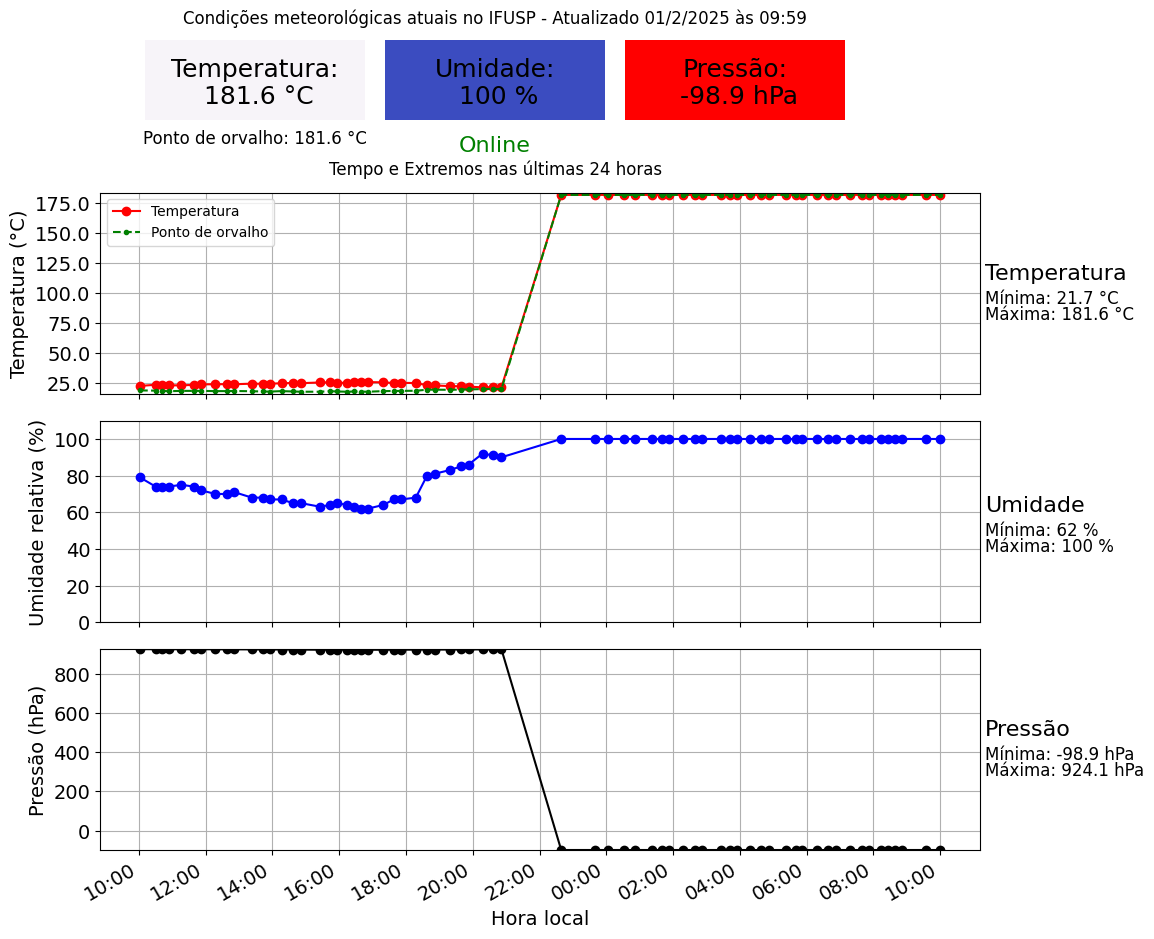 Condições meteorológicas atuais no IFUSP - Atualizado 01/2/2025 às 09:59
Temperatura:
181.6 °C
Umidade:
100 %
Pressão:
-98.9 hPa
Ponto de orvalho: 181.6 °C
Online
Tempo e Extremos nas últimas 24 horas
Temperatura (°C)
175.0
150.0
125.0
100.0
75.0
50.0
25.0
Temperatura
Ponto de orvalho
Temperatura
Mínima: 21.7 °C
Máxima: 181.6 °C
Umidade relativa (%)
100
80
60
40
20
0
Umidade
Mínima: 62 %
Máxima: 100 %
Pressão (hPa)
800
600
400
200
0
Pressão
Mínima: -98.9 hPa
Máxima: 924.1 hPa
10:00
12:00
14:00
16:00
18:00
20:00
22:00
00:00
02:00
04:00
06:00
08:00
10:00
Hora local